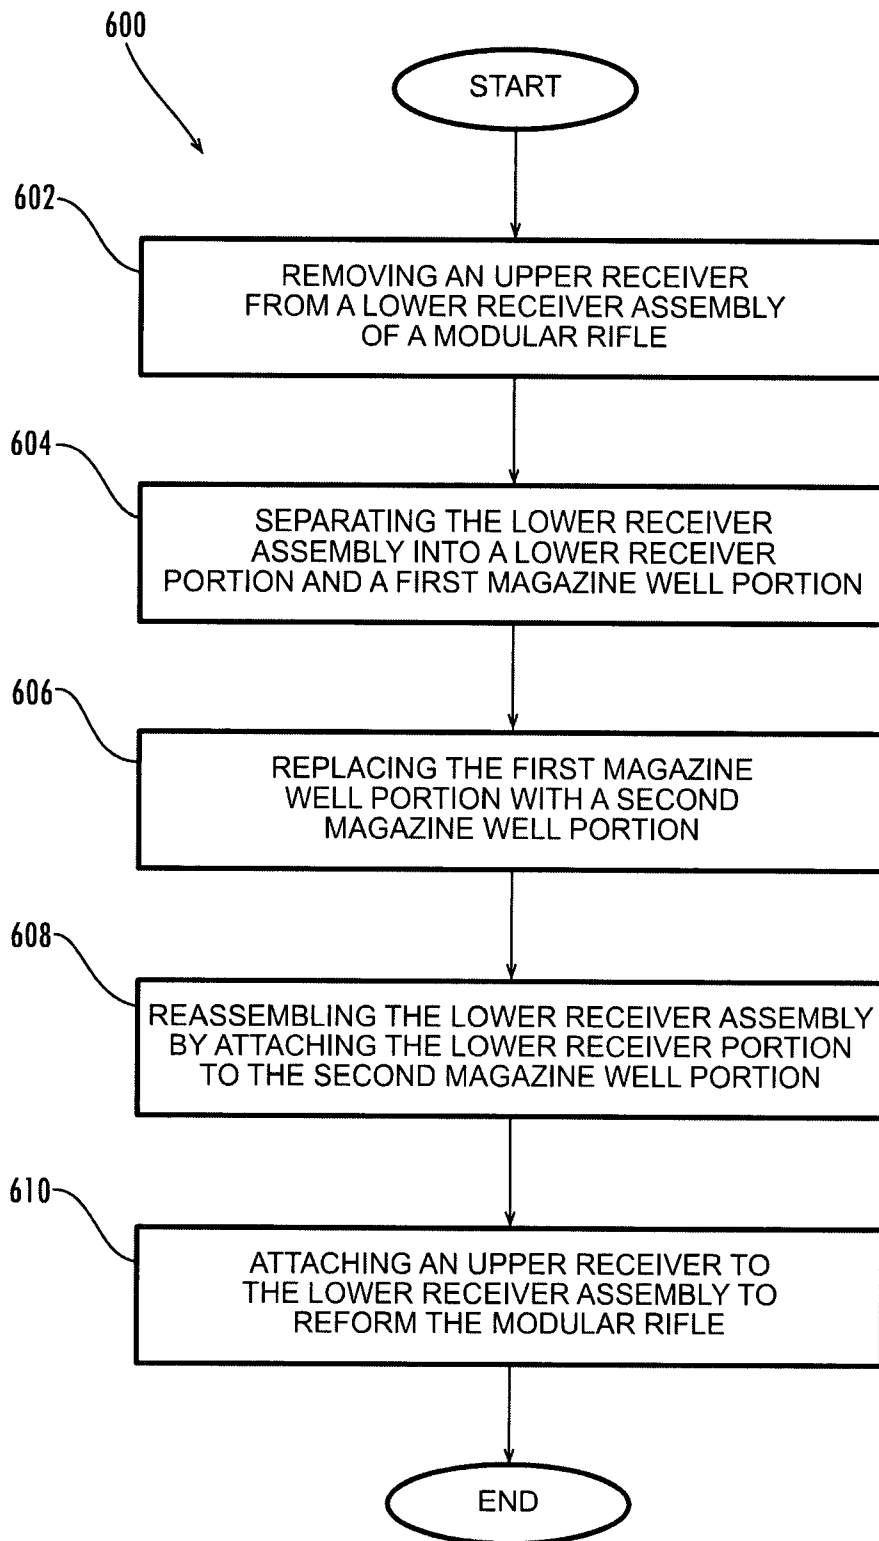 600
START
602
REMOVING AN UPPER RECEIVER
FROM A LOWER RECEIVER ASSEMBLY
OF A MODULAR RIFLE
604
SEPARATING THE LOWER RECEIVER
ASSEMBLY INTO A LOWER RECEIVER
PORTION AND A FIRST MAGAZINE WELL PORTION
606
REPLACING THE FIRST MAGAZINE
WELL PORTION WITH A SECOND
MAGAZINE WELL PORTION
608
REASSEMBLING THE LOWER RECEIVER ASSEMBLY
BY ATTACHING THE LOWER RECEIVER PORTION
TO THE SECOND MAGAZINE WELL PORTION
610
ATTACHING AN UPPER RECEIVER TO
THE LOWER RECEIVER ASSEMBLY TO
REFORM THE MODULAR RIFLE
END